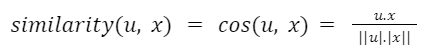 similarity(u, x) = cos(u, x) = u.x / ||u|.|x||